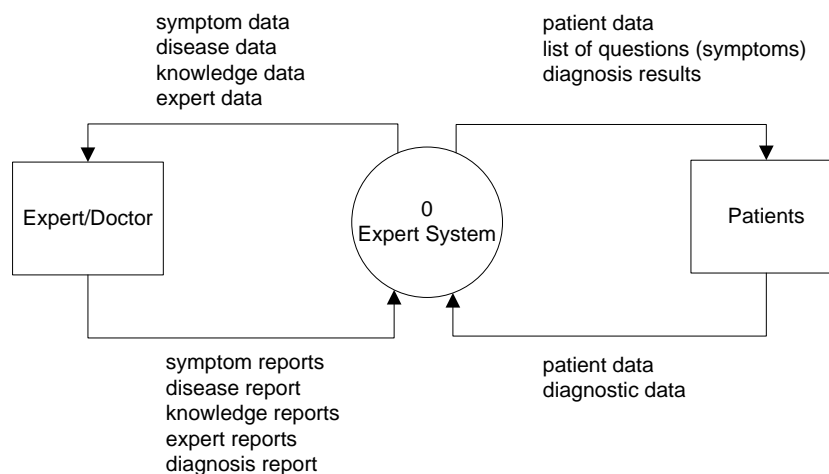 symptom data
disease data
knowledge data
expert data
patient data
list of questions (symptoms)
diagnosis results
Expert/Doctor
0
Expert System
Patients
symptom reports
disease report
knowledge reports
expert reports
diagnosis report
patient data
diagnostic data